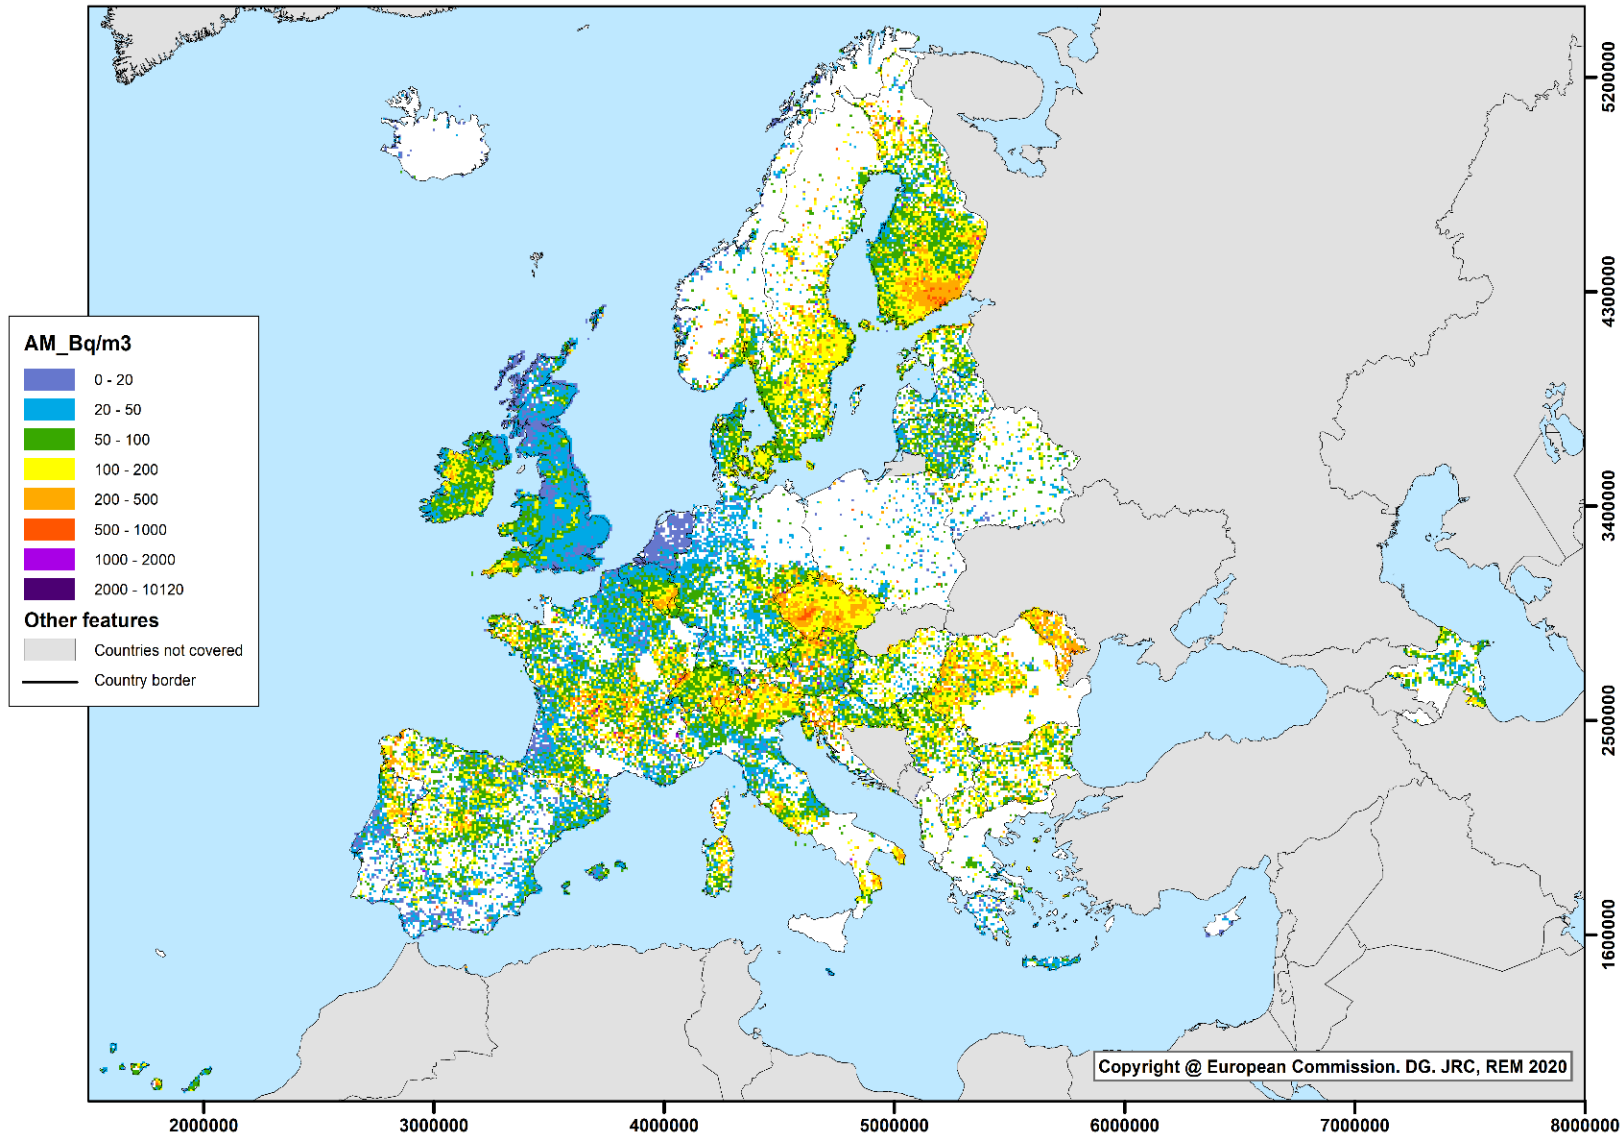 AM_Bq/m3
0 - 20
20 - 50
50 - 100
100 - 200
200 - 500
500 - 1000
1000 - 2000
2000 - 10120
Other features
Countries not covered
Country border
5200000
4300000
3400000
2500000
1600000
Copyright @ European Commission. DG. JRC, REM 2020
2000000 3000000 4000000 5000000 6000000 7000000 8000000